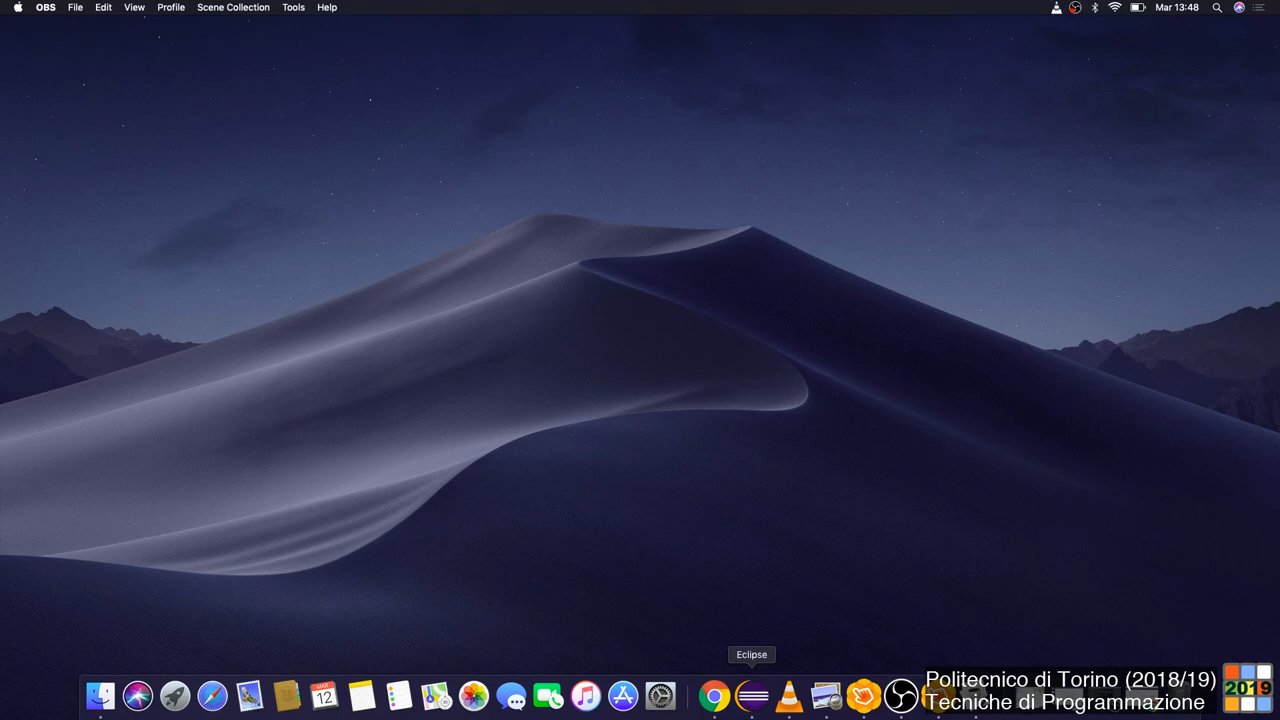 OBS File Edit View Profile Scene Collection Tools Help Mar 13:48
Eclipse
MAR
12
Politecnico di Torino (2018/19)
Tecniche di Programmazione
2019